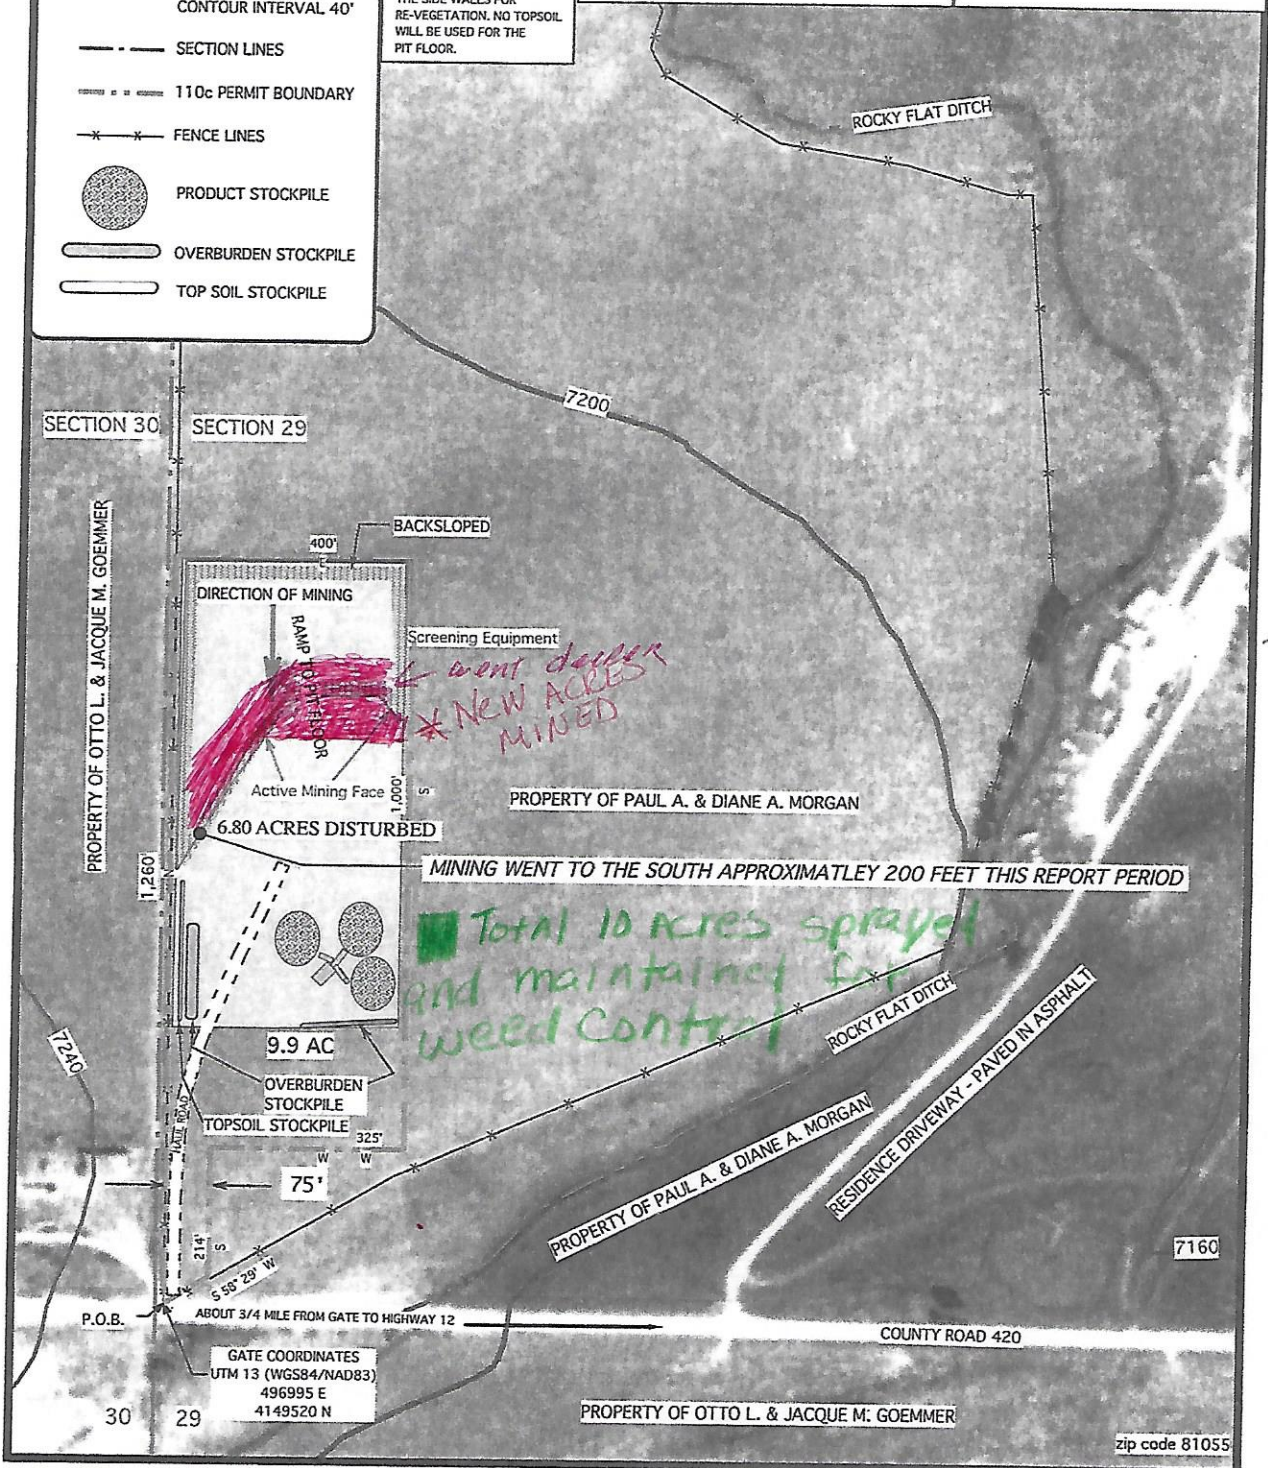 CONTOUR INTERVAL 40'
SECTION LINES
110c PERMIT BOUNDARY
FENCE LINES
PRODUCT STOCKPILE
OVERBURDEN STOCKPILE
TOP SOIL STOCKPILE
THE SIDE WALLS FOR
RE-VEGETATION. NO TOPSOIL
WILL BE USED FOR THE
PIT FLOOR.
ROCKY FLAT DITCH
7200
SECTION 30
SECTION 29
PROPERTY OF OTTO L. & JACQUE M. GOEMMER
BACKSLOPED
400'
N
DIRECTION OF MINING
RAMP TO PIT FLOOR
Screening Equipment
went deeper
* NEW ACRES
MINED
Active Mining Face
1,000'
S
PROPERTY OF PAUL A. & DIANE A. MORGAN
6.80 ACRES DISTURBED
1,260'
N
MINING WENT TO THE SOUTH APPROXIMATLEY 200 FEET THIS REPORT PERIOD
Total 10 Acres sprayed
and maintained for
weed Control
ROCKY FLAT DITCH
7240
9.9 AC
OVERBURDEN
STOCKPILE
TOPSOIL STOCKPILE
HAUL ROAD
325'
W
W
75'
PROPERTY OF PAUL A. & DIANE A. MORGAN
RESIDENCE DRIVEWAY - PAVED IN ASPHALT
214'
S
S 58° 29' W
7160
P.O.B.
ABOUT 3/4 MILE FROM GATE TO HIGHWAY 12
COUNTY ROAD 420
GATE COORDINATES
UTM 13 (WGS84/NAD83)
496995 E
4149520 N
30
29
PROPERTY OF OTTO L. & JACQUE M. GOEMMER
zip code 81055